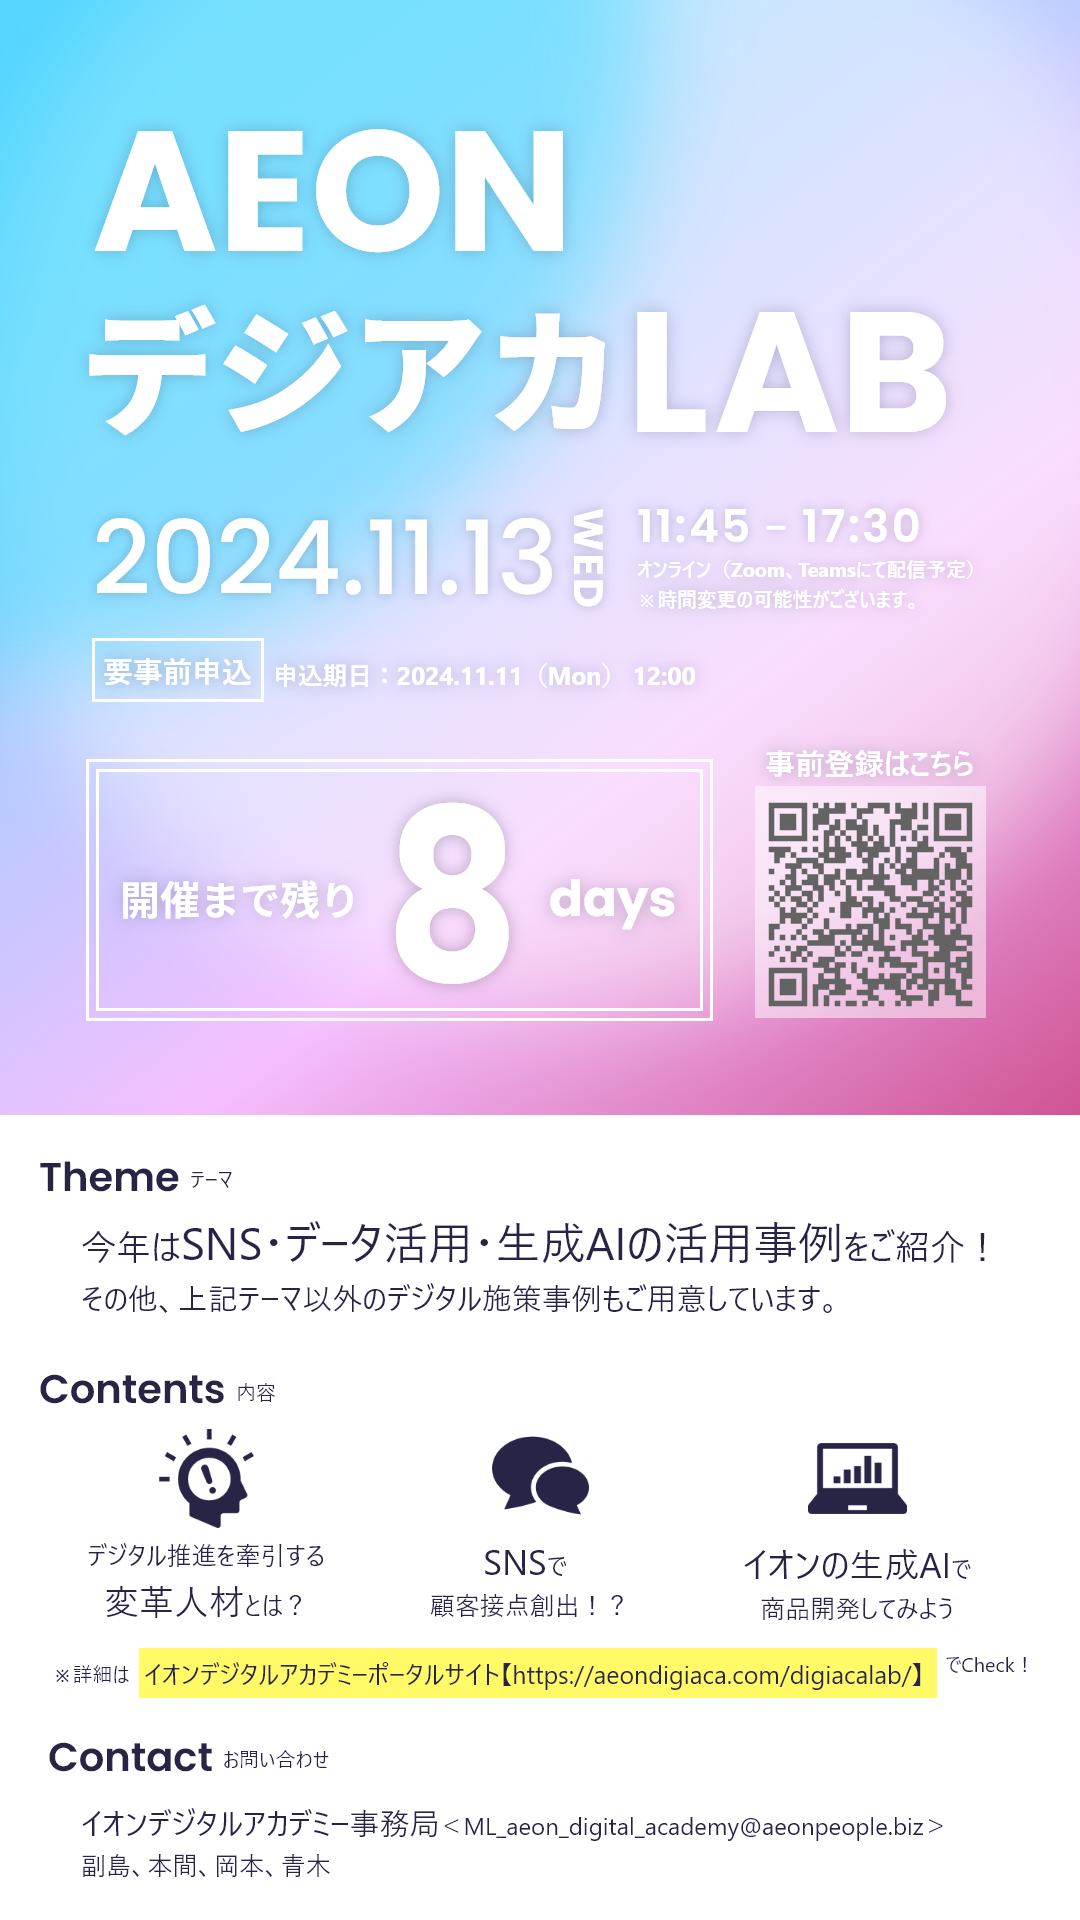 AEON
デジアカLAB
2024.11.13 WED
11:45 – 17:30
オンライン（Zoom、Teamsにて配信予定）
※時間変更の可能性がございます。
要事前申込 申込期日：2024.11.11（Mon） 12:00
事前登録はこちら
開催まで残り 8 days
Theme テーマ
今年はSNS・データ活用・生成AIの活用事例をご紹介！
その他、上記テーマ以外のデジタル施策事例もご用意しています。
Contents 内容
デジタル推進を牽引する
変革人材とは？
SNSで
顧客接点創出！？
イオンの生成AIで
商品開発してみよう
※詳細は イオンデジタルアカデミーポータルサイト【https://aeondigiaca.com/digiacalab/】 でCheck！
Contact お問い合わせ
イオンデジタルアカデミー事務局＜ML_aeon_digital_academy@aeonpeople.biz＞
副島、本間、岡本、青木